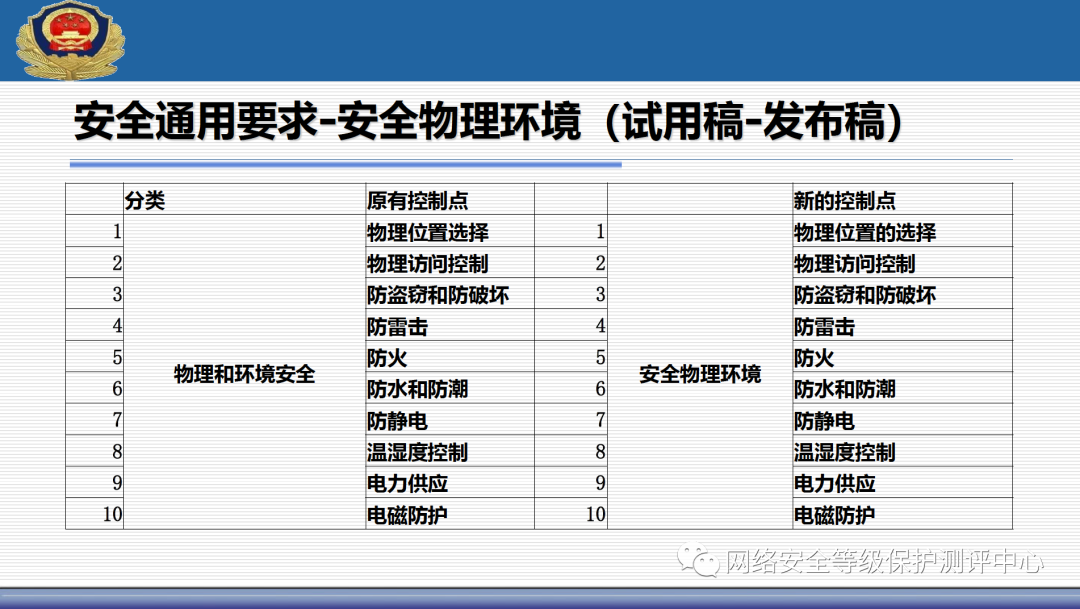 安全通用要求-安全物理环境（试用稿-发布稿）
分类 原有控制点 新的控制点
1 物理位置选择 1 物理位置的选择
2 物理访问控制 2 物理访问控制
3 防盗窃和防破坏 3 防盗窃和防破坏
4 防雷击 4 防雷击
5 防火 5 防火
物理和环境安全 安全物理环境
6 防水和防潮 6 防水和防潮
7 防静电 7 防静电
8 温湿度控制 8 温湿度控制
9 电力供应 9 电力供应
10 电磁防护 10 电磁防护
网络安全等级保护测评中心